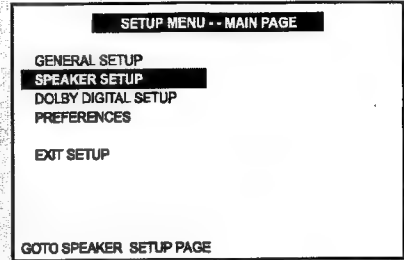 SETUP MENU - - MAIN PAGE
GENERAL SETUP
SPEAKER SETUP
DOLBY DIGITAL SETUP
PREFERENCES
EXIT SETUP
GOTO SPEAKER SETUP PAGE